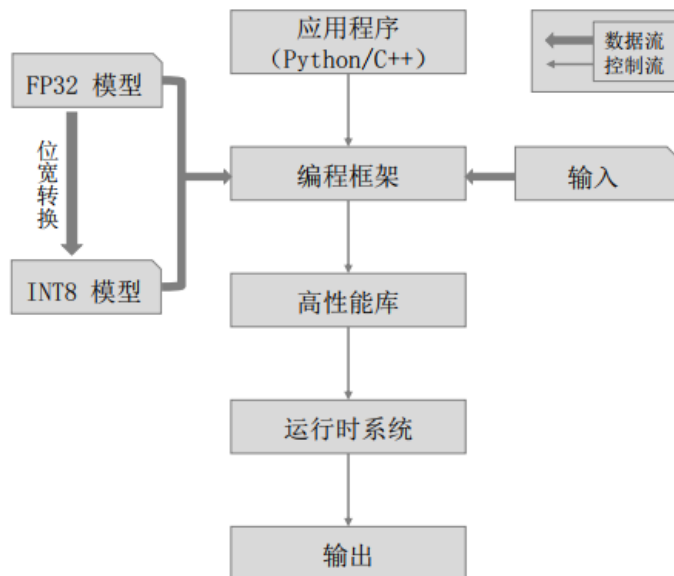 应用程序
（Python/C++）
数据流
控制流
FP32 模型
位宽转换
编程框架
输入
INT8 模型
高性能库
运行时系统
输出